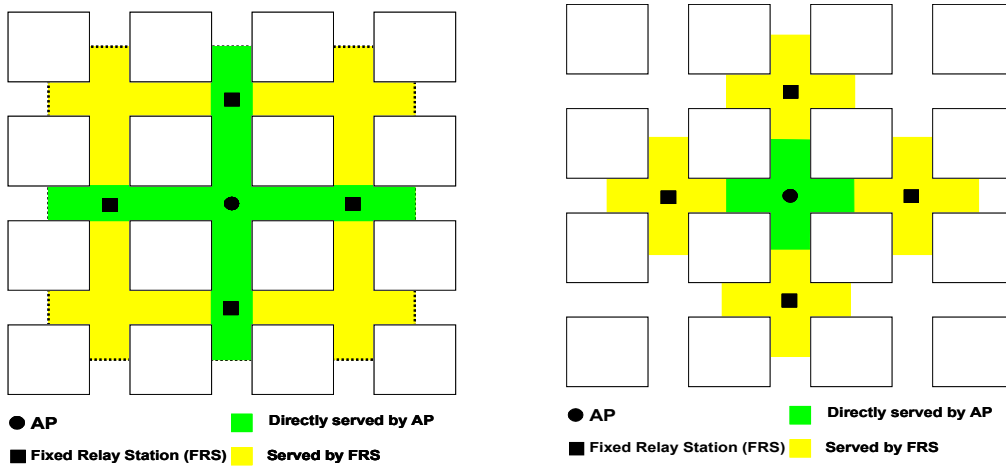 AP
Directly served by AP
Fixed Relay Station (FRS)
Served by FRS
AP
Directly served by AP
Fixed Relay Station (FRS)
Served by FRS